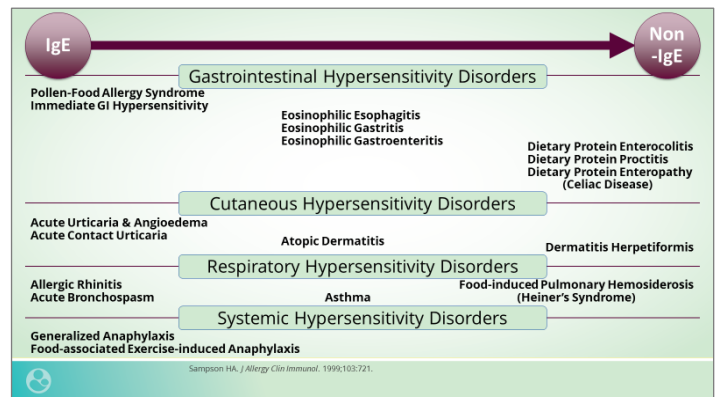 IgE
Non
-IgE
Gastrointestinal Hypersensitivity Disorders
Pollen-Food Allergy Syndrome
Immediate GI Hypersensitivity
Eosinophilic Esophagitis
Eosinophilic Gastritis
Eosinophilic Gastroenteritis
Dietary Protein Enterocolitis
Dietary Protein Proctitis
Dietary Protein Enteropathy
(Celiac Disease)
Cutaneous Hypersensitivity Disorders
Acute Urticaria & Angioedema
Acute Contact Urticaria
Atopic Dermatitis
Dermatitis Herpetiformis
Respiratory Hypersensitivity Disorders
Allergic Rhinitis
Acute Bronchospasm
Asthma
Food-induced Pulmonary Hemosiderosis
(Heiner's Syndrome)
Systemic Hypersensitivity Disorders
Generalized Anaphylaxis
Food-associated Exercise-induced Anaphylaxis
Sampson HA. J Allergy Clin Immunol. 1999;103:721.